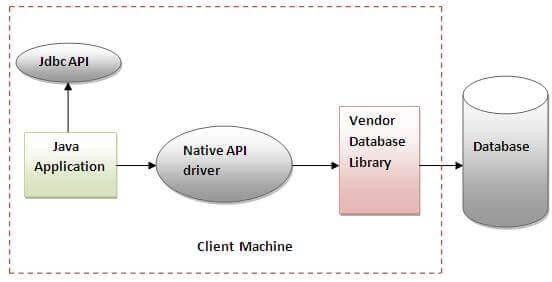 Jdbc API
Java
Application
Native API
driver
Vendor
Database
Library
Database
Client Machine